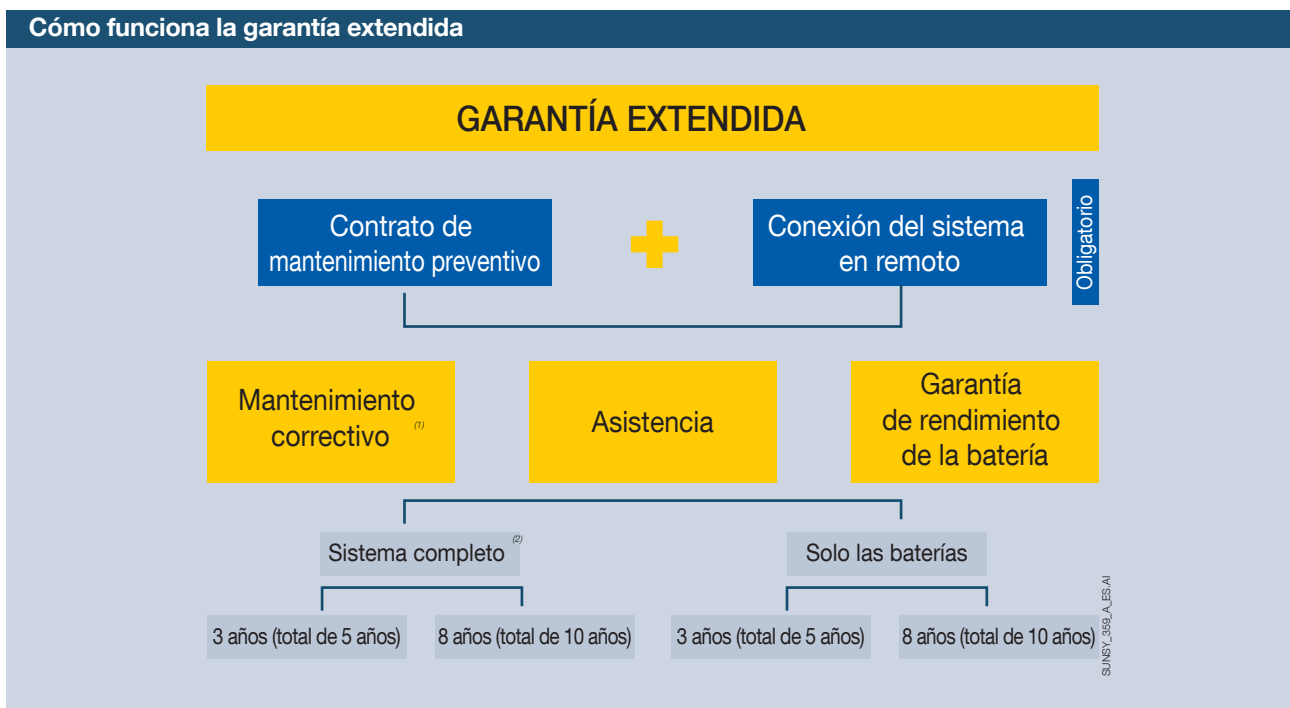 Cómo funciona la garantía extendida
GARANTÍA EXTENDIDA
Contrato de
mantenimiento preventivo
Conexión del sistema
en remoto
Obligatorio
Mantenimiento
correctivo (1)
Asistencia
Garantía
de rendimiento
de la batería
Sistema completo (2)
Solo las baterías
3 años (total de 5 años)
8 años (total de 10 años)
3 años (total de 5 años)
8 años (total de 10 años)
SUNSY_359_A_ES.AI